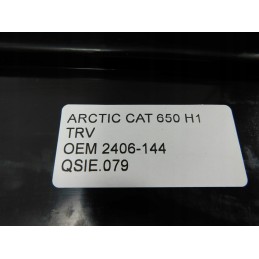 ARCTIC CAT 650 H1
TRV
OEM 2406-144
QSIE.079